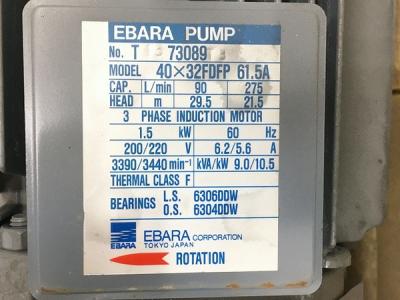 EBARA PUMP
No. T 73089
MODEL 40×32FDFP 61.5A
CAP. L/min 90 275
HEAD m 29.5 21.5
3 PHASE INDUCTION MOTOR
1.5 kW 60 Hz
200/220 V 6.2/5.6 A
3390/3440 min⁻¹ kVA/kW 9.0/10.5
THERMAL CLASS F
BEARINGS L.S. 6306DDW
O.S. 6304DDW
EBARA EBARA CORPORATION
TOKYO JAPAN
ROTATION